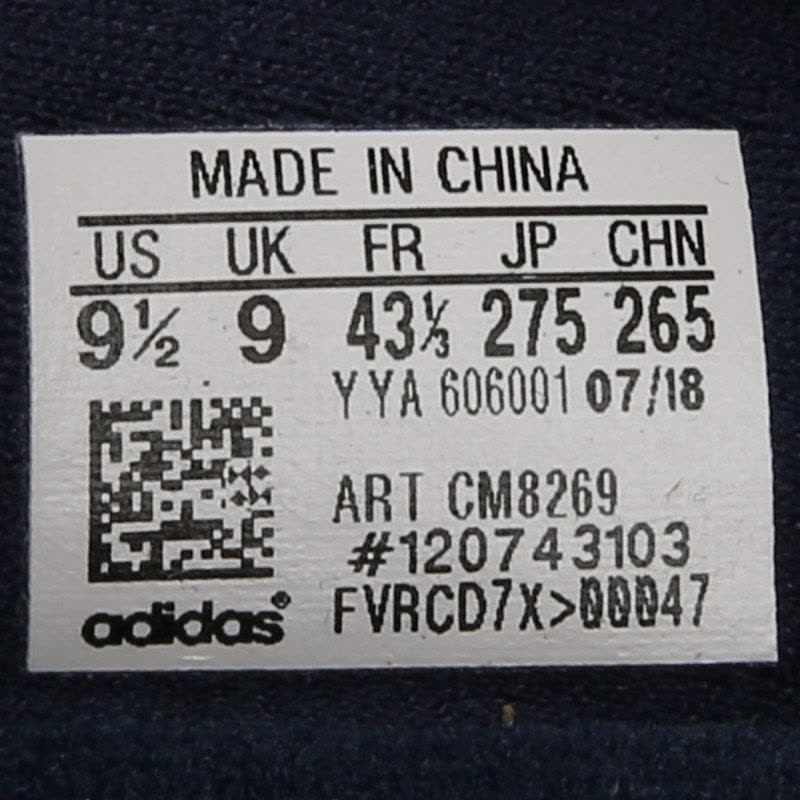 MADE IN CHINA
US UK FR JP CHN
9½ 9 43⅓ 275 265
YYA 606001 07/18
ART CM8269
#120743103
adidas® FVRCD7X>00047